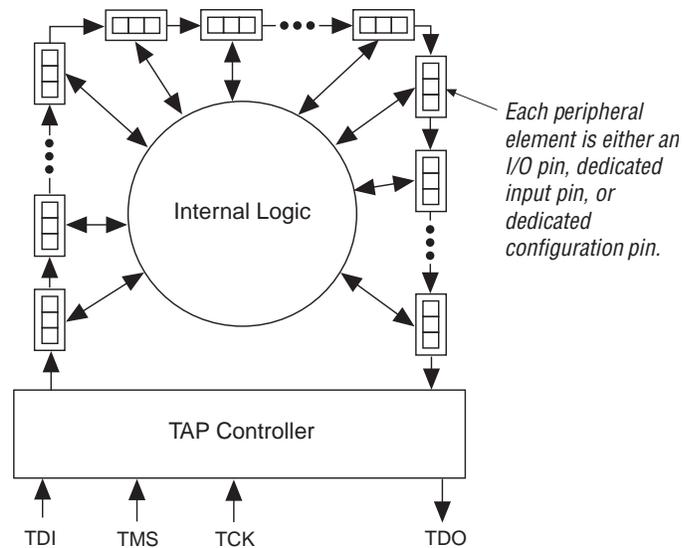 Each peripheral
element is either an
I/O pin, dedicated
input pin, or
dedicated
configuration pin.
Internal Logic
TAP Controller
TDI
TMS
TCK
TDO